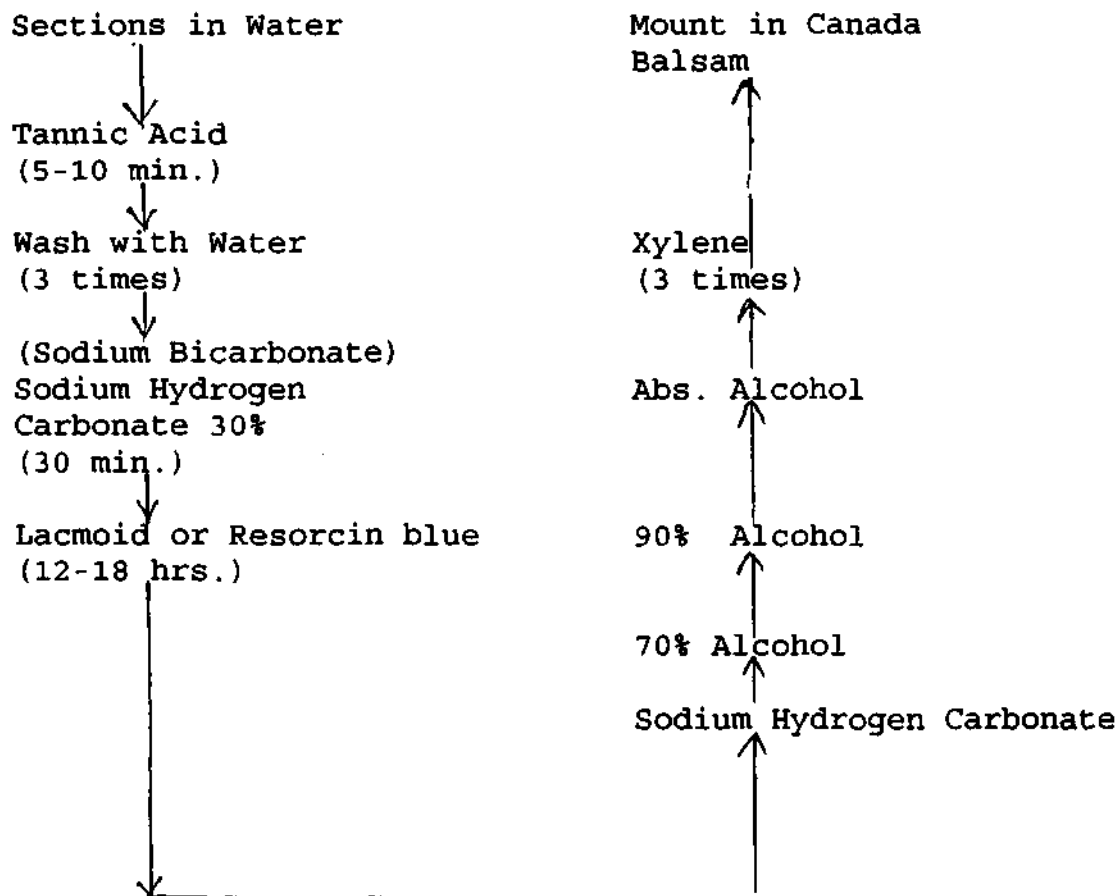 Sections in Water
Tannic Acid
(5-10 min.)
Wash with Water
(3 times)
(Sodium Bicarbonate)
Sodium Hydrogen
Carbonate 30%
(30 min.)
Lacmoid or Resorcin blue
(12-18 hrs.)
Mount in Canada
Balsam
Xylene
(3 times)
Abs. Alcohol
90% Alcohol
70% Alcohol
Sodium Hydrogen Carbonate